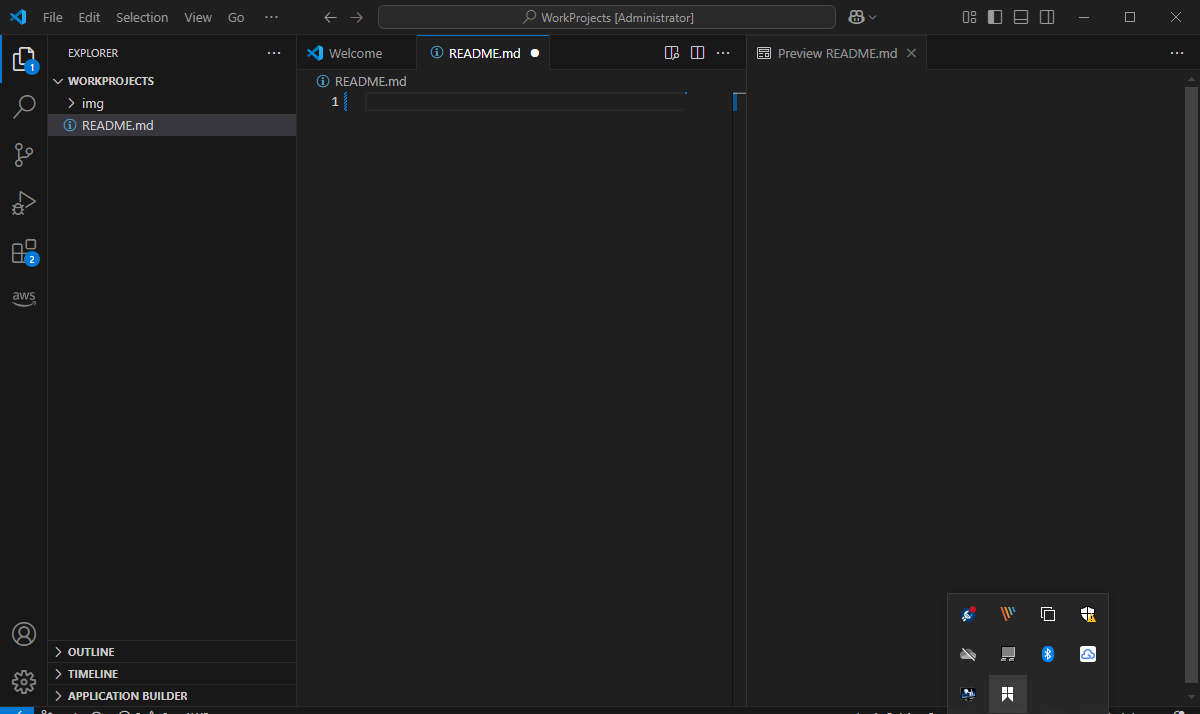 File Edit Selection View Go
WorkProjects [Administrator]
EXPLORER
Welcome
README.md
Preview README.md
1
WORKPROJECTS
README.md
img
1
README.md
2
aws
OUTLINE
TIMELINE
APPLICATION BUILDER